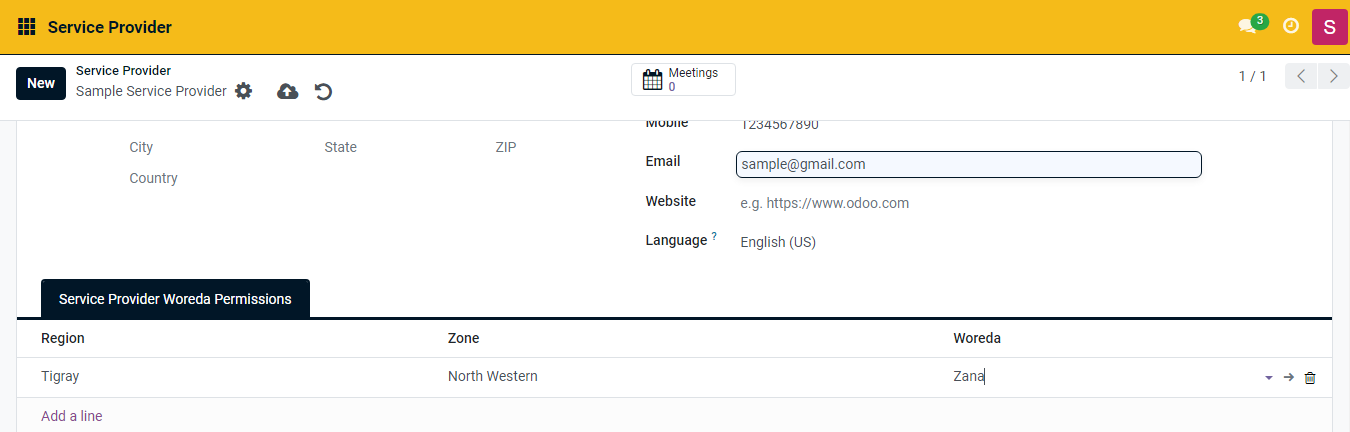 Service Provider
3
S
New
Service Provider
Sample Service Provider
Meetings
0
1 / 1
Mobile 1234567890
City State ZIP
Email sample@gmail.com
Country
Website e.g. https://www.odoo.com
Language ? English (US)
Service Provider Woreda Permissions
Region Zone Woreda
Tigray North Western Zana
Add a line